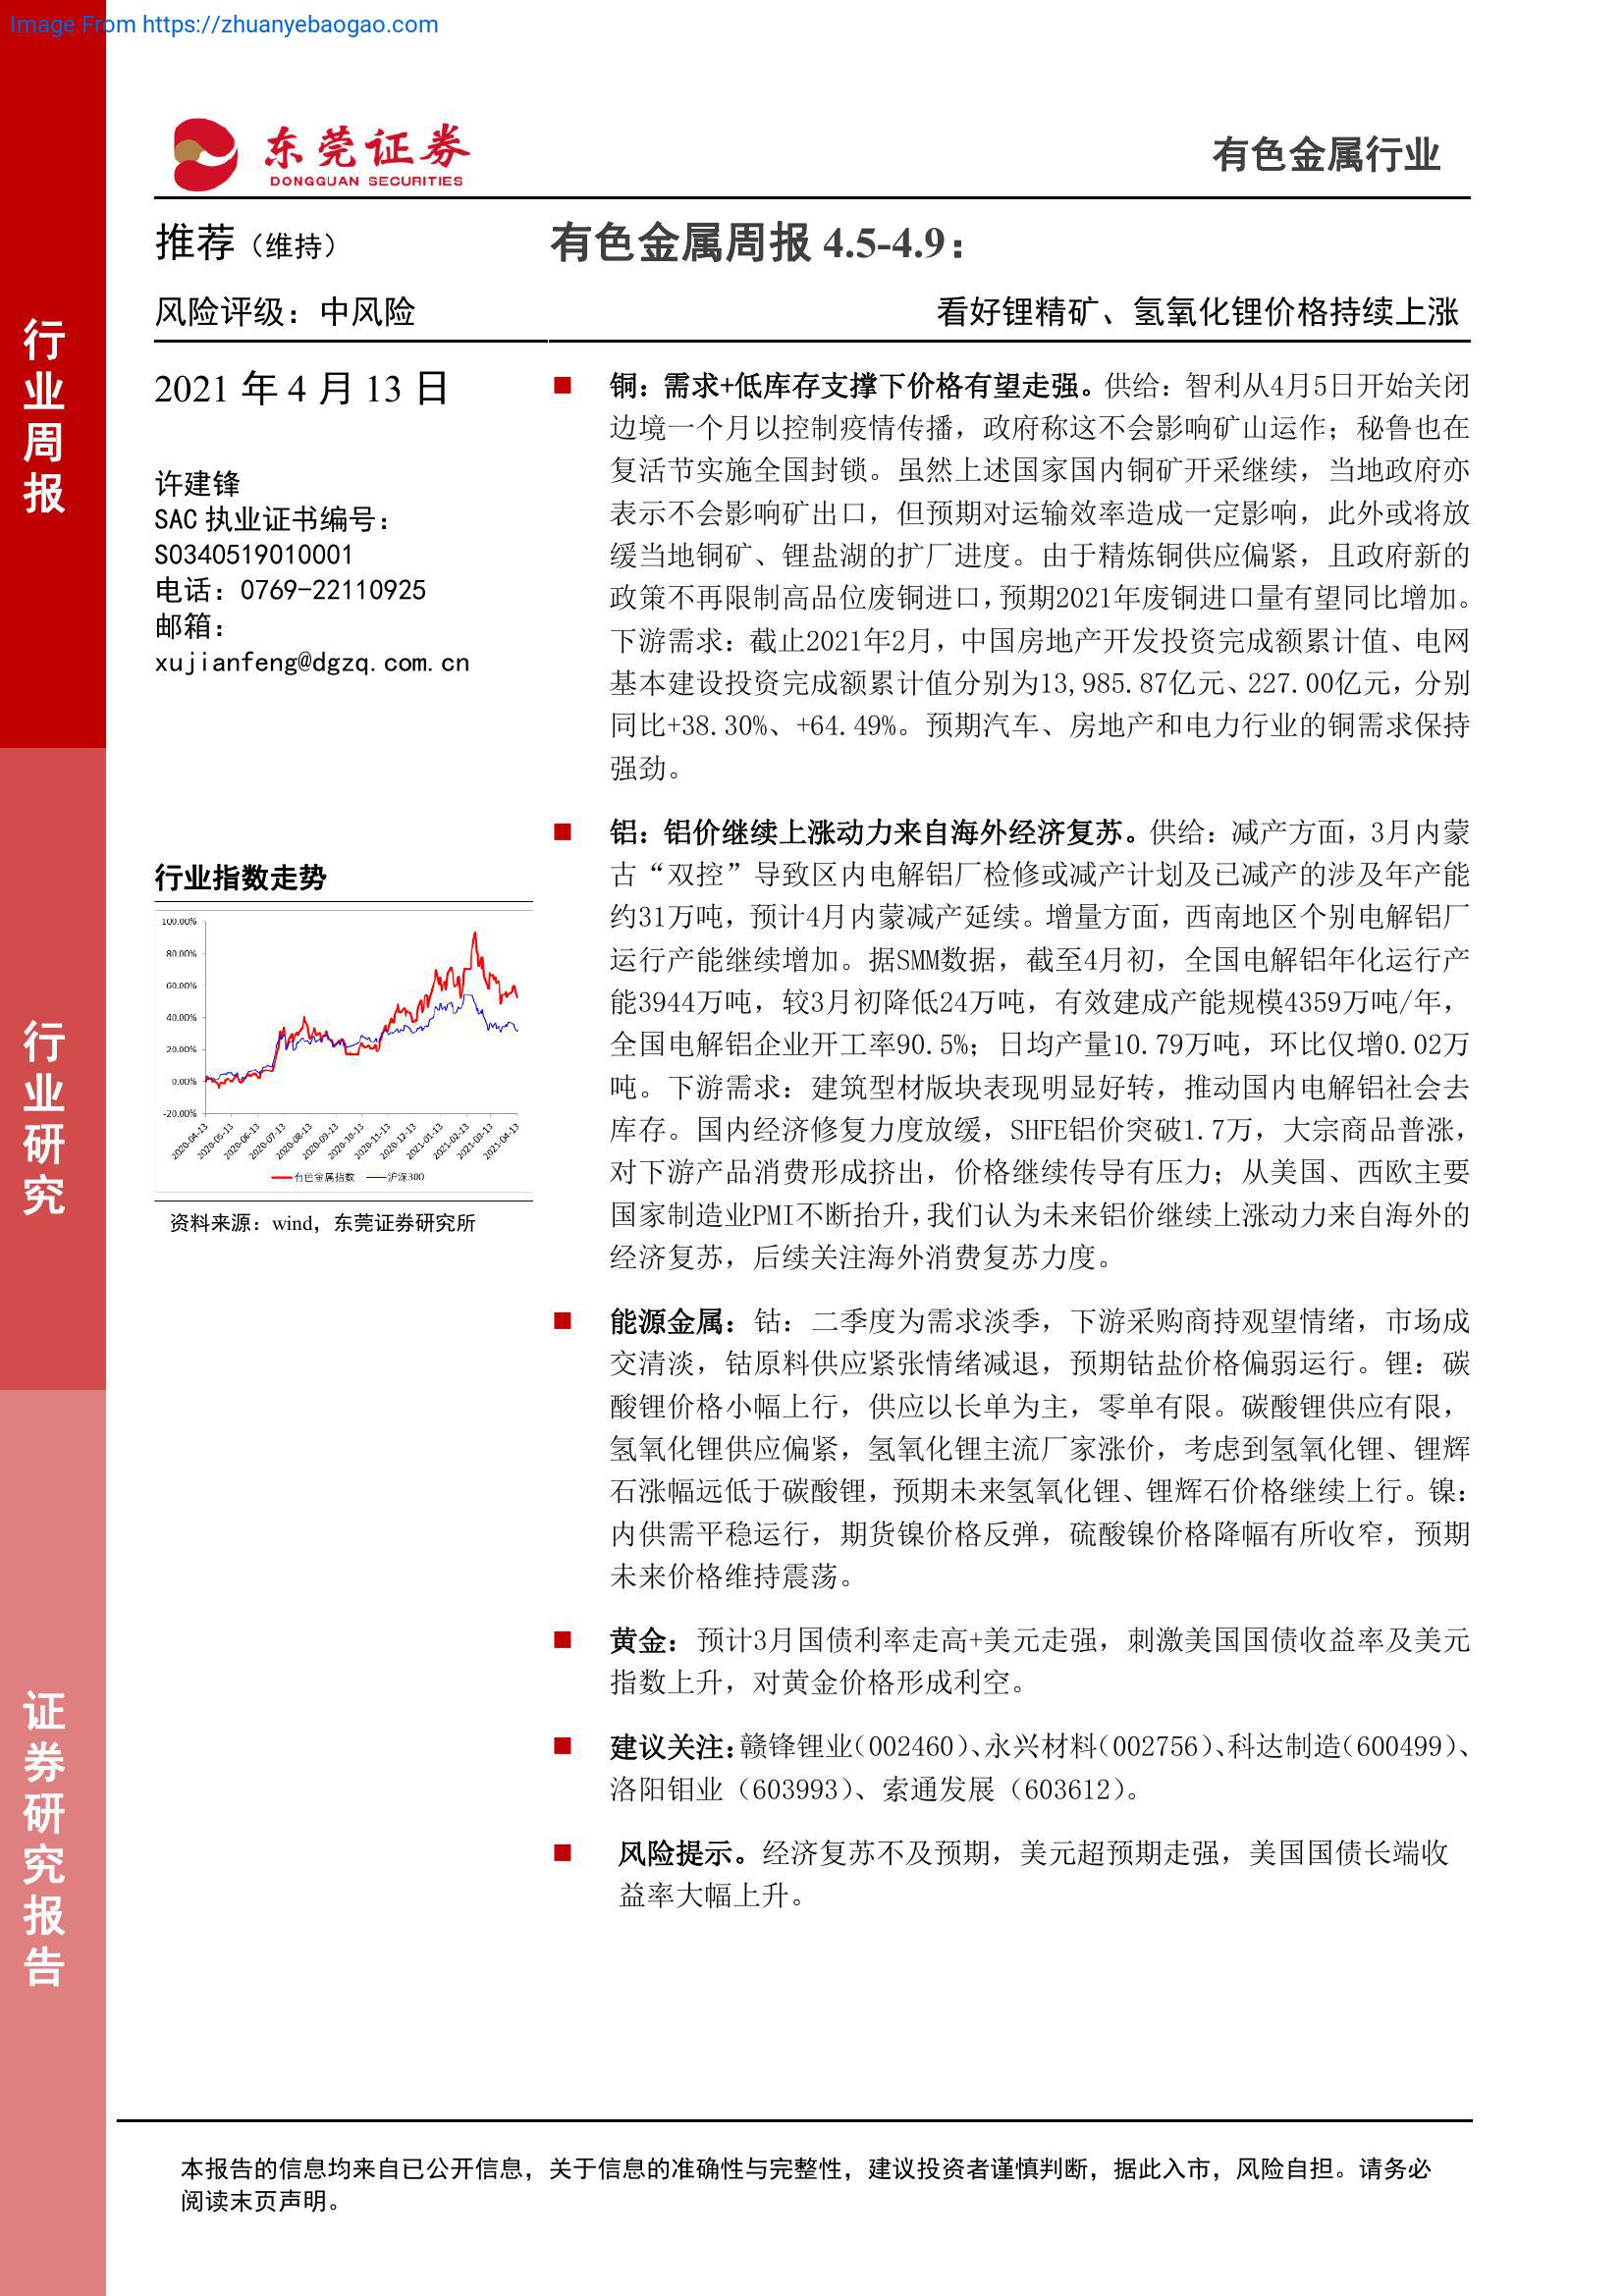 Image From https://zhuanyebaogao.com
东莞证券
DONGGUAN SECURITIES
有色金属行业
行业周报
行业研究
证券研究报告
推荐（维持）
风险评级：中风险
2021 年 4 月 13 日
许建锋
SAC 执业证书编号：
S0340519010001
电话：0769-22110925
邮箱：
xujianfeng@dgzq.com.cn
行业指数走势
100.00%
80.00%
60.00%
40.00%
20.00%
0.00%
-20.00%
2020-04-13
2020-05-13
2020-06-13
2020-07-13
2020-08-13
2020-09-13
2020-10-13
2020-11-13
2020-12-13
2021-01-13
2021-02-13
2021-03-13
2021-04-13
有色金属指数 沪深300
资料来源：wind，东莞证券研究所
有色金属周报 4.5-4.9：
看好锂精矿、氢氧化锂价格持续上涨
铜：需求+低库存支撑下价格有望走强。供给：智利从4月5日开始关闭
边境一个月以控制疫情传播，政府称这不会影响矿山运作；秘鲁也在
复活节实施全国封锁。虽然上述国家国内铜矿开采继续，当地政府亦
表示不会影响矿出口，但预期对运输效率造成一定影响，此外或将放
缓当地铜矿、锂盐湖的扩厂进度。由于精炼铜供应偏紧，且政府新的
政策不再限制高品位废铜进口，预期2021年废铜进口量有望同比增加。
下游需求：截止2021年2月，中国房地产开发投资完成额累计值、电网
基本建设投资完成额累计值分别为13,985.87亿元、227.00亿元，分别
同比+38.30%、+64.49%。预期汽车、房地产和电力行业的铜需求保持
强劲。
铝：铝价继续上涨动力来自海外经济复苏。供给：减产方面，3月内蒙
古“双控”导致区内电解铝厂检修或减产计划及已减产的涉及年产能
约31万吨，预计4月内蒙减产延续。增量方面，西南地区个别电解铝厂
运行产能继续增加。据SMM数据，截至4月初，全国电解铝年化运行产
能3944万吨，较3月初降低24万吨，有效建成产能规模4359万吨/年，
全国电解铝企业开工率90.5%；日均产量10.79万吨，环比仅增0.02万
吨。下游需求：建筑型材版块表现明显好转，推动国内电解铝社会去
库存。国内经济修复力度放缓，SHFE铝价突破1.7万，大宗商品普涨，
对下游产品消费形成挤出，价格继续传导有压力；从美国、西欧主要
国家制造业PMI不断抬升，我们认为未来铝价继续上涨动力来自海外的
经济复苏，后续关注海外消费复苏力度。
能源金属：钴：二季度为需求淡季，下游采购商持观望情绪，市场成
交清淡，钴原料供应紧张情绪减退，预期钴盐价格偏弱运行。锂：碳
酸锂价格小幅上行，供应以长单为主，零单有限。碳酸锂供应有限，
氢氧化锂供应偏紧，氢氧化锂主流厂家涨价，考虑到氢氧化锂、锂辉
石涨幅远低于碳酸锂，预期未来氢氧化锂、锂辉石价格继续上行。镍：
内供需平稳运行，期货镍价格反弹，硫酸镍价格降幅有所收窄，预期
未来价格维持震荡。
黄金：预计3月国债利率走高+美元走强，刺激美国国债收益率及美元
指数上升，对黄金价格形成利空。
建议关注：赣锋锂业（002460）、永兴材料（002756）、科达制造（600499）、
洛阳钼业（603993）、索通发展（603612）。
风险提示。经济复苏不及预期，美元超预期走强，美国国债长端收
益率大幅上升。
本报告的信息均来自已公开信息，关于信息的准确性与完整性，建议投资者谨慎判断，据此入市，风险自担。请务必
阅读末页声明。